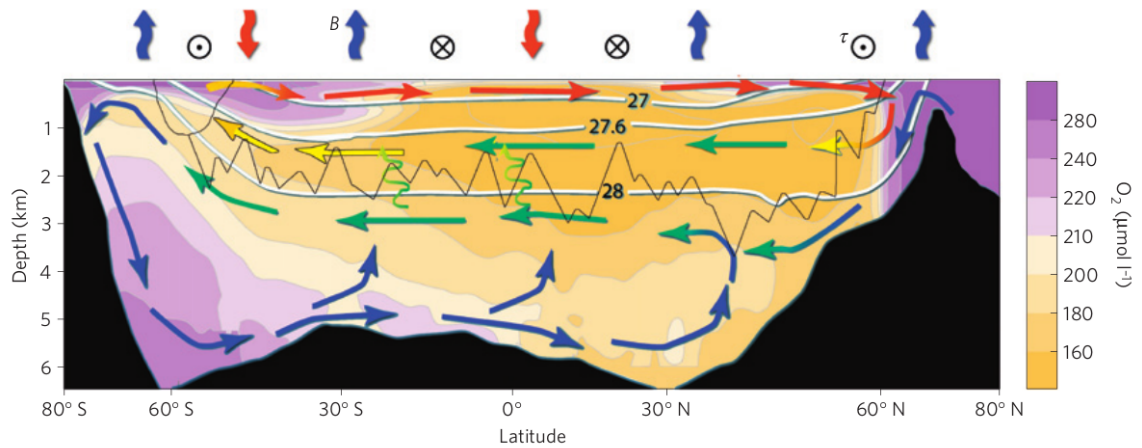 B
τ
27
27.6
28
1
2
3
4
5
6
Depth (km)
80° S
60° S
30° S
0°
30° N
60° N
80° N
Latitude
280
240
220
210
200
180
160
O₂ (μmol l⁻¹)